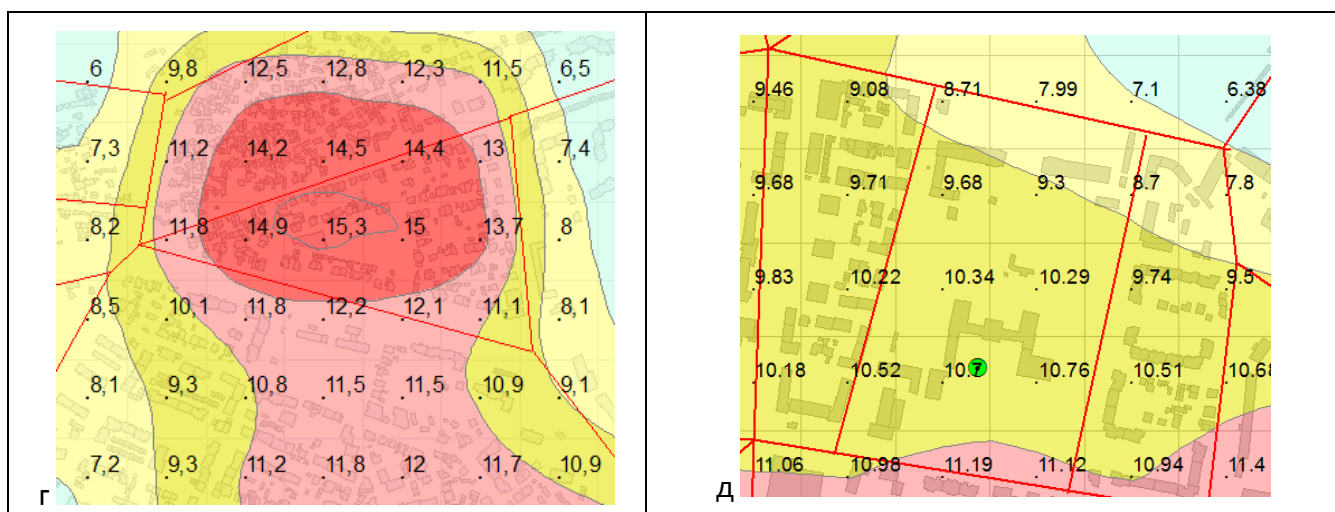 6 9,8 12,5 12,8 12,3 11,5 6,5
7,3 11,2 14,2 14,5 14,4 13 7,4
8,2 11,8 14,9 15,3 15 13,7 8
8,5 10,1 11,8 12,2 12,1 11,1 8,1
8,1 9,3 10,8 11,5 11,5 10,9 9,1
7,2 9,3 11,2 11,8 12 11,7 10,9
г
9.46 9.08 8.71 7.99 7.1 6.38
9.68 9.71 9.68 9.3 8.7 7.8
9.83 10.22 10.34 10.29 9.74 9.5
10.18 10.52 10.7 10.76 10.51 10.68
11.06 10.98 11.19 11.12 10.94 11.4
д